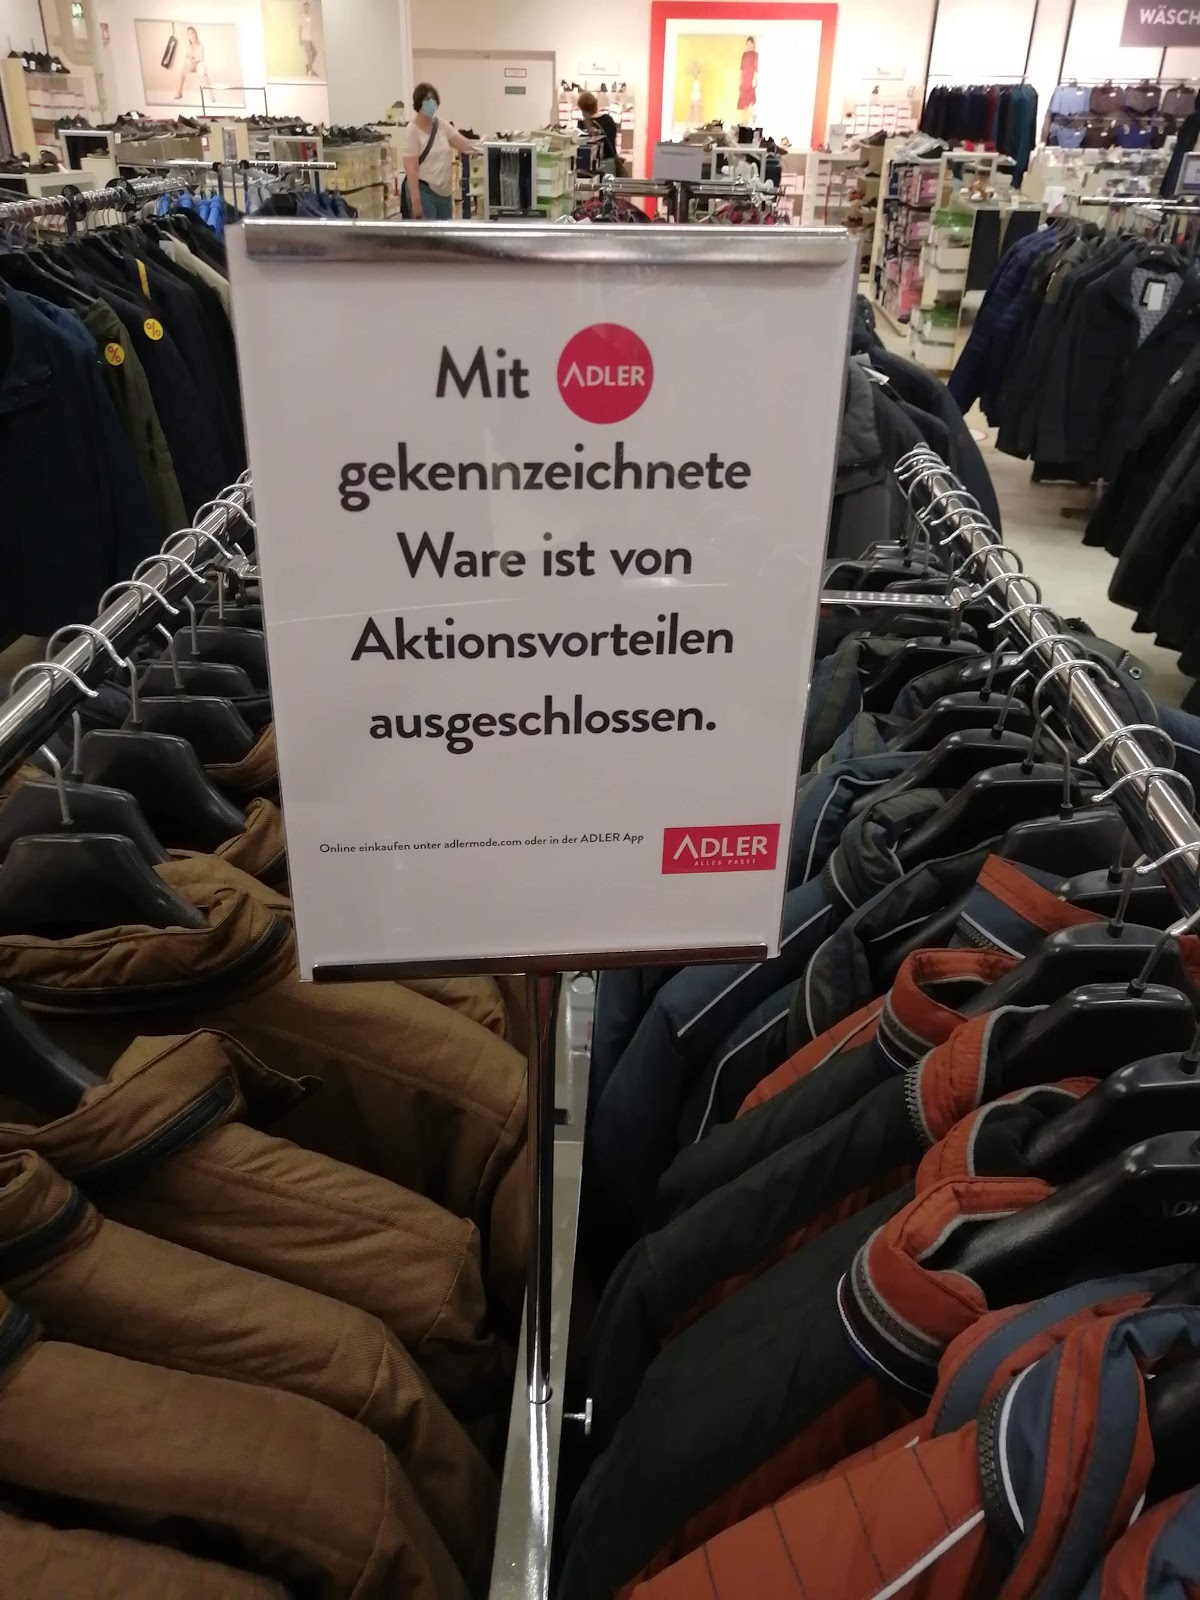 WÄSCH
%
%
Mit ADLER
gekennzeichnete
Ware ist von
Aktionsvorteilen
ausgeschlossen.
Online einkaufen unter adlermode.com oder in der ADLER App
ADLER
ALLES PASST